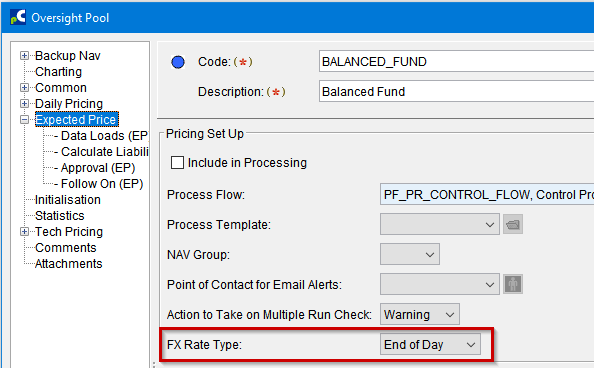 Oversight Pool
Backup Nav
Charting
Common
Daily Pricing
Expected Price
- Data Loads (EP
- Calculate Liabili
- Approval (EP)
- Follow On (EP)
Initialisation
Statistics
Tech Pricing
Comments
Attachments
Code: (*) BALANCED_FUND
Description: (*) Balanced Fund
Pricing Set Up
Include in Processing
Process Flow: PF_PR_CONTROL_FLOW, Control Pro
Process Template:
NAV Group:
Point of Contact for Email Alerts:
Action to Take on Multiple Run Check: Warning
FX Rate Type: End of Day